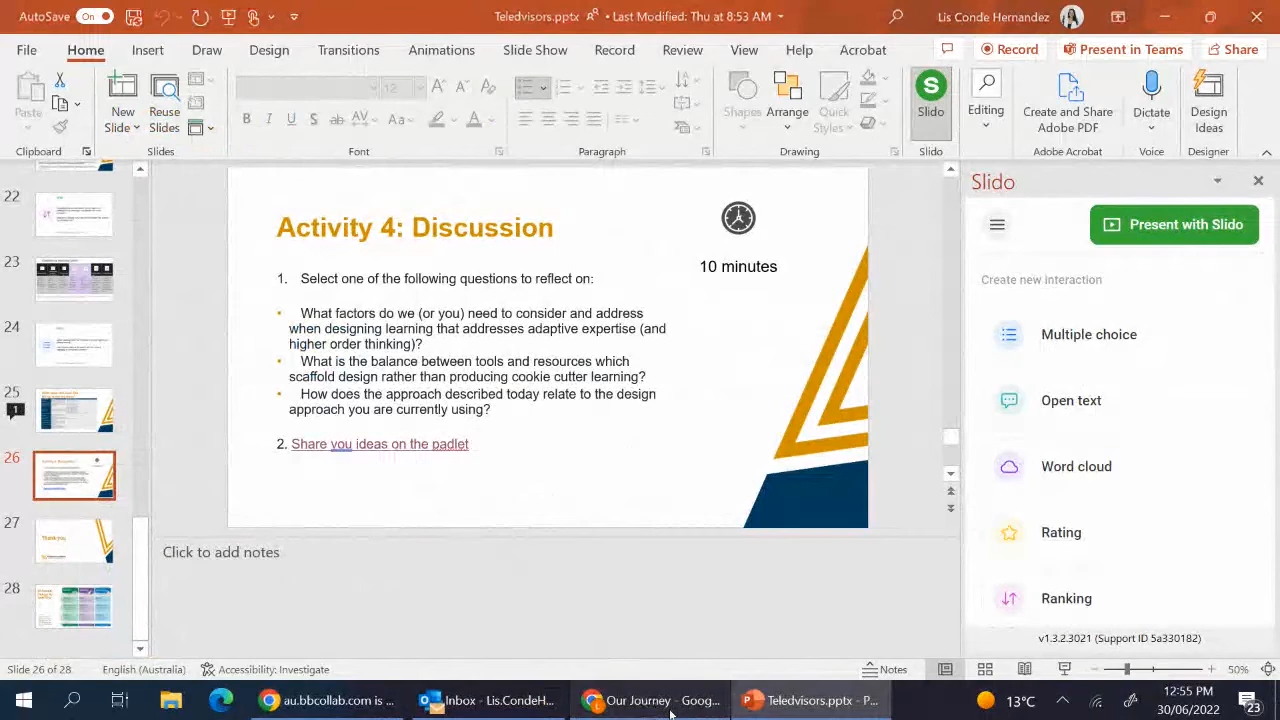 AutoSave On Teledvisors.pptx • Last Modified: Thu at 8:53 AM Lis Conde Hernandez
File Home Insert Draw Design Transitions Animations Slide Show Record Review View Help Acrobat Record Present in Teams Share
Paste
New Slide
Reuse Slides
Aa
Shapes
Arrange
Quick Styles
Slido
Editing
Create and Share Adobe PDF
Dictate
Design Ideas
Clipboard Slides Font Paragraph Drawing Slido Adobe Acrobat Voice Designer
22
23
24
25
26
27
Thank you
28
Activity 4: Discussion
10 minutes
1. Select one of the following questions to reflect on:
What factors do we (or you) need to consider and address
when designing learning that addresses adaptive expertise (and
higher order thinking)?
What is the balance between tools and resources which
scaffold design rather than producing cookie cutter learning?
How does the approach described today relate to the design
approach you are currently using?
2. Share you ideas on the padlet
Click to add notes
Slido
Present with Slido
Create new interaction
Multiple choice
Open text
Word cloud
Rating
Ranking
v1.3.2.3021 (Support ID 5a330182)
Slide 26 of 28 English (Australia) Accessibility: Investigate Notes 50%
au.bbcollab.com is ... Inbox - Lis.CondeH... Our Journey - Goog... Teledvisors.pptx - P... 13°C
12:55 PM
30/06/2022
23